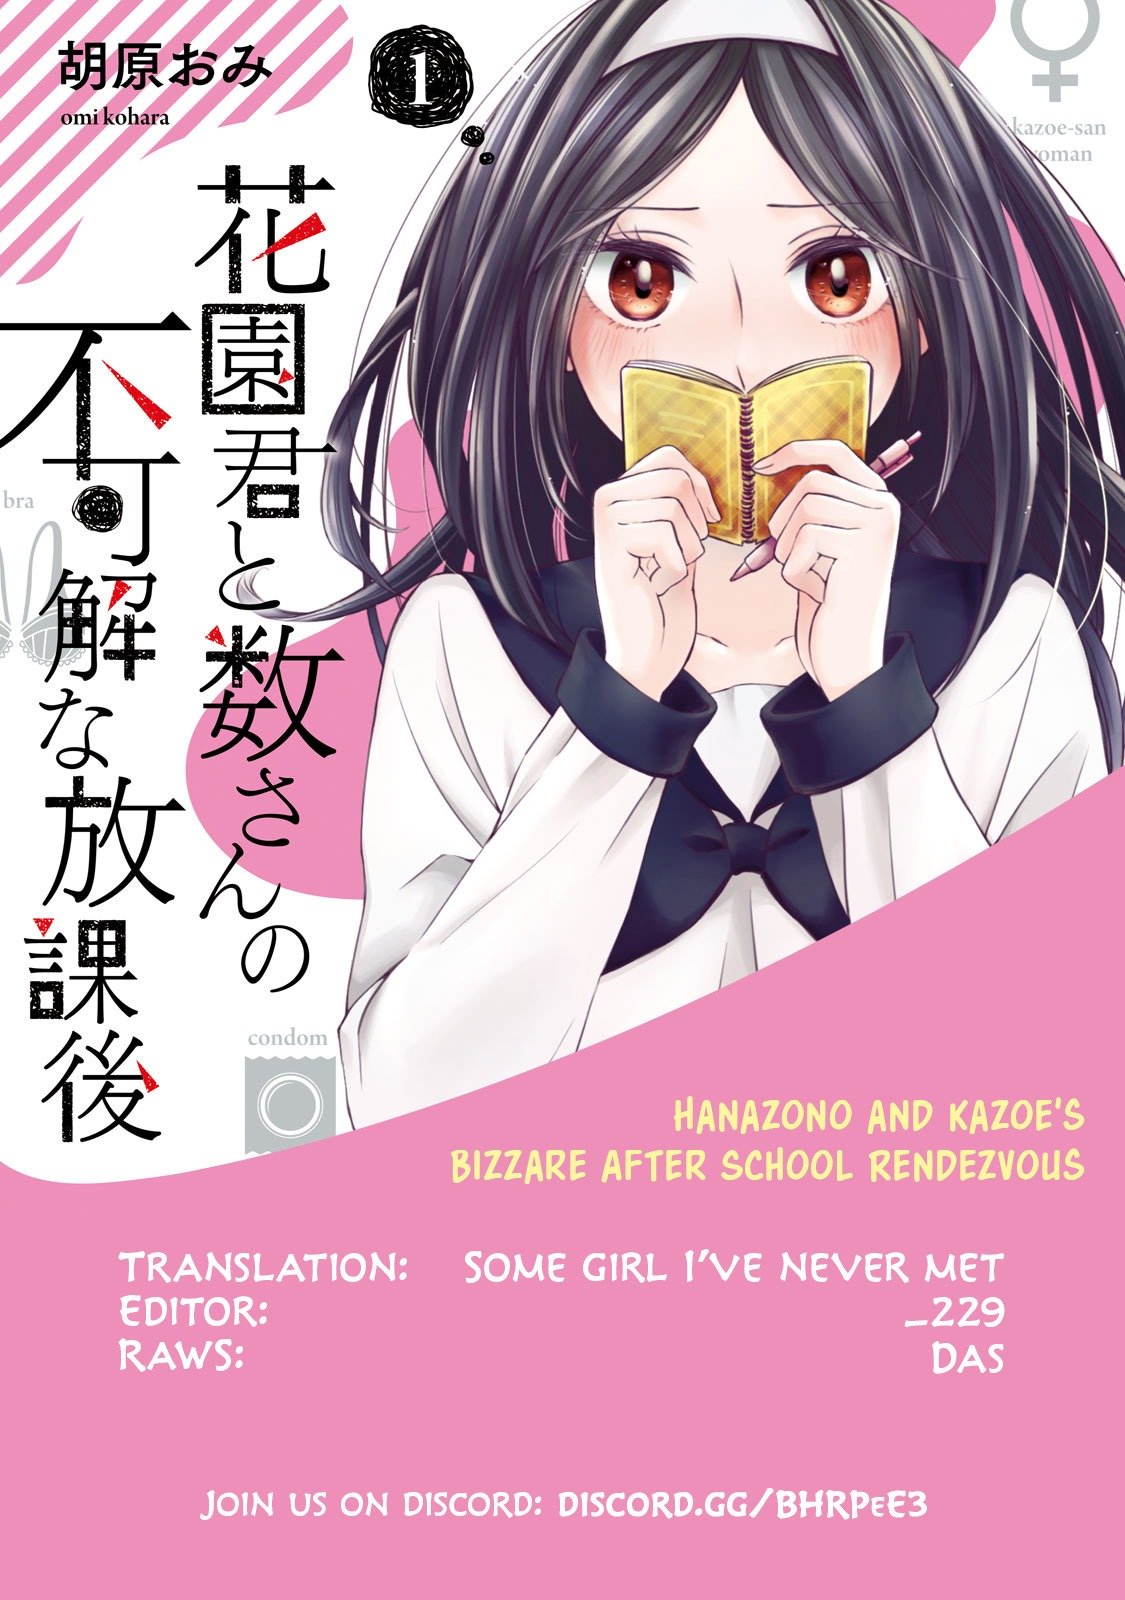 胡原おみ
omi kohara
1
kazoe-san
woman
花園君と数さんの
不可解な放課後
bra
condom
HANAZONO AND KAZOE'S
BIZZARE AFTER SCHOOL RENDEZVOUS
TRANSLATION: SOME GIRL I'VE NEVER MET
EDITOR: _229
RAWS: DAS
JOIN US ON DISCORD: DISCORD.GG/BHRPEE3